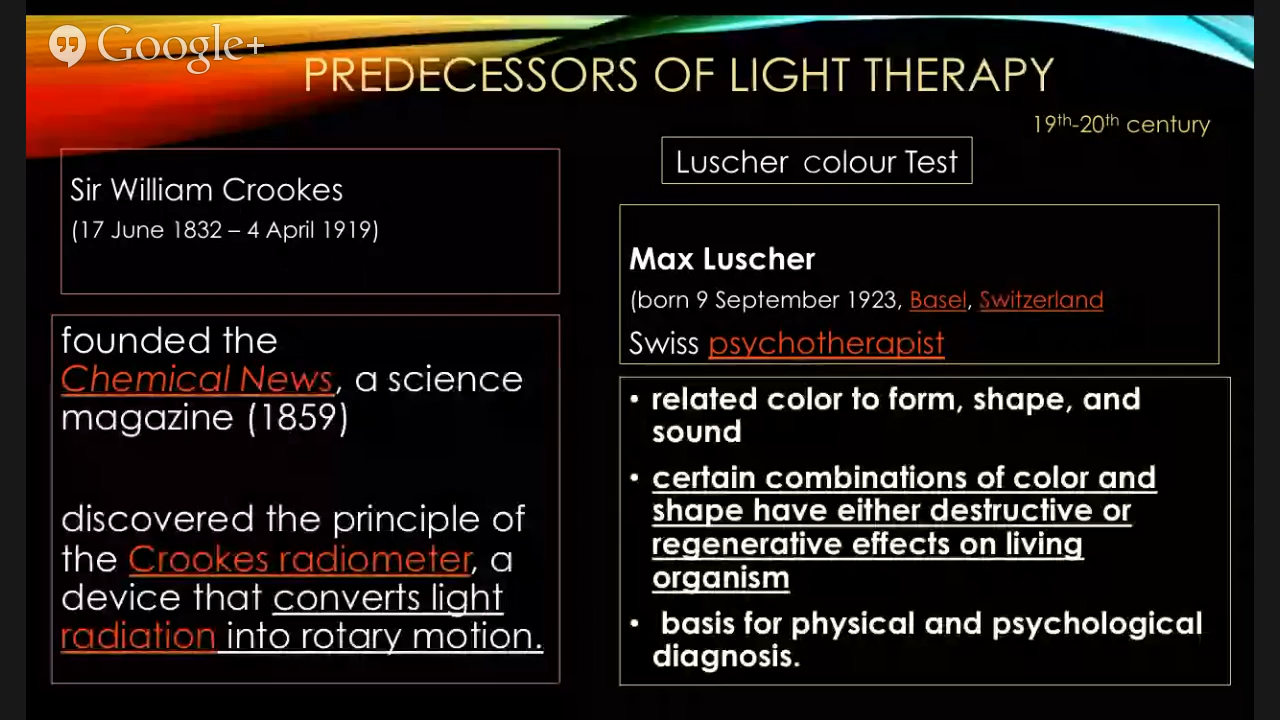 Google+
PREDECESSORS OF LIGHT THERAPY
19th-20th century
Sir William Crookes
(17 June 1832 – 4 April 1919)
founded the
Chemical News, a science
magazine (1859)
discovered the principle of
the Crookes radiometer, a
device that converts light
radiation into rotary motion.
Luscher colour Test
Max Luscher
(born 9 September 1923, Basel, Switzerland
Swiss psychotherapist
• related color to form, shape, and
sound
• certain combinations of color and
shape have either destructive or
regenerative effects on living
organism
• basis for physical and psychological
diagnosis.